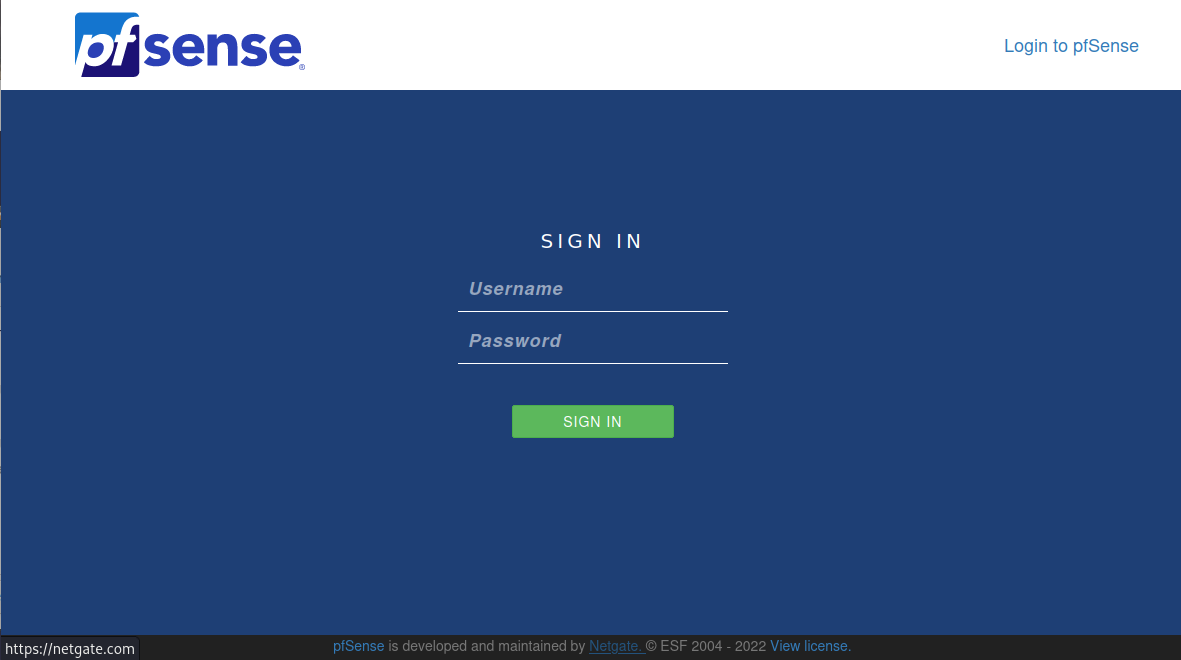 pfsense®
Login to pfSense
SIGN IN
Username
Password
SIGN IN
https://netgate.com
pfSense is developed and maintained by Netgate. © ESF 2004 - 2022 View license.